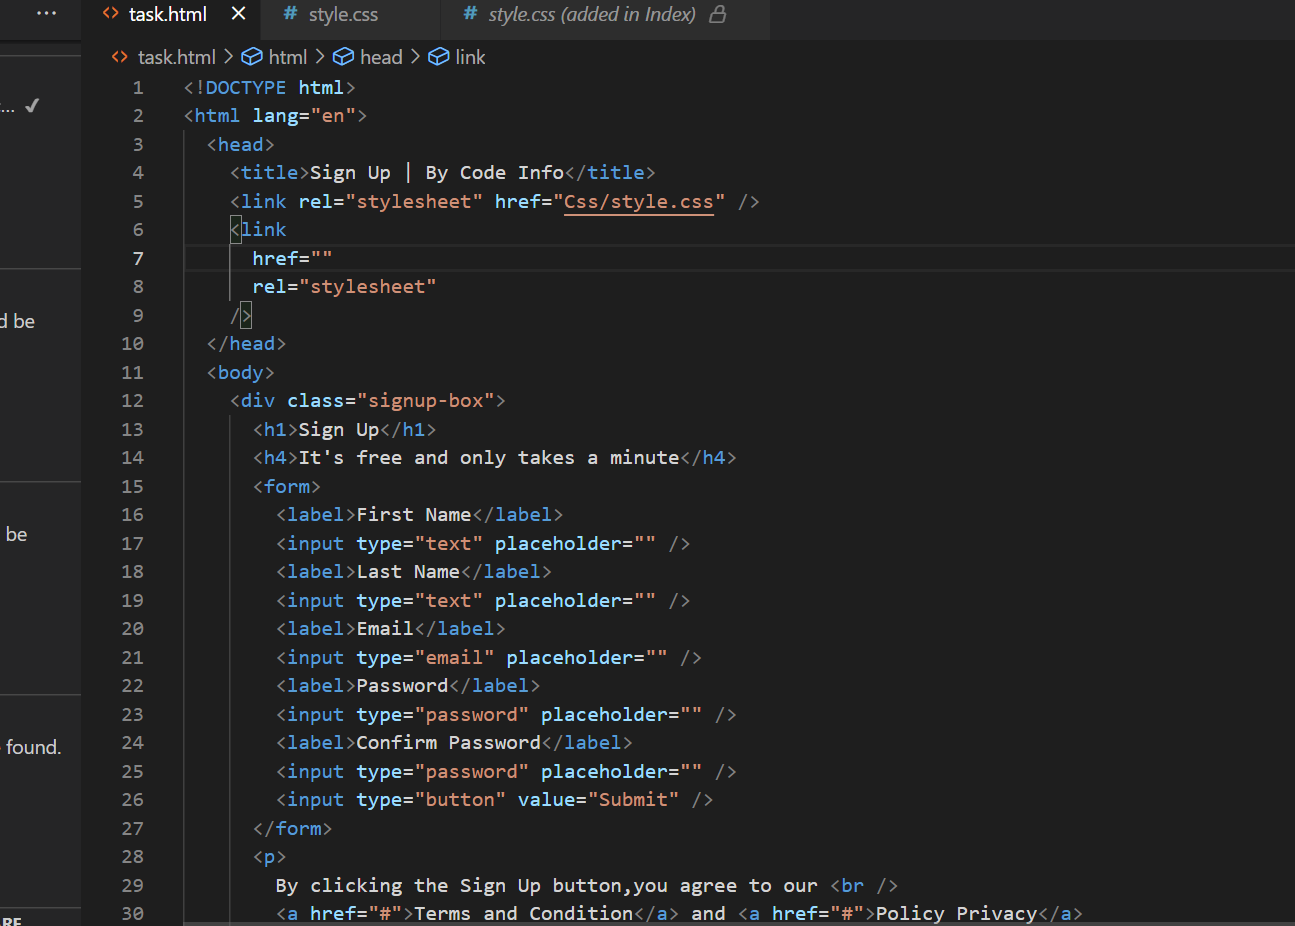 task.html
style.css
style.css (added in Index)
task.html > html > head > link
...
d be
be
found.
RE
1 <!DOCTYPE html>
2 <html lang="en">
3 <head>
4 <title>Sign Up | By Code Info</title>
5 <link rel="stylesheet" href="Css/style.css" />
6 <link
7 href=""
8 rel="stylesheet"
9 />
10 </head>
11 <body>
12 <div class="signup-box">
13 <h1>Sign Up</h1>
14 <h4>It's free and only takes a minute</h4>
15 <form>
16 <label>First Name</label>
17 <input type="text" placeholder="" />
18 <label>Last Name</label>
19 <input type="text" placeholder="" />
20 <label>Email</label>
21 <input type="email" placeholder="" />
22 <label>Password</label>
23 <input type="password" placeholder="" />
24 <label>Confirm Password</label>
25 <input type="password" placeholder="" />
26 <input type="button" value="Submit" />
27 </form>
28 <p>
29 By clicking the Sign Up button,you agree to our <br />
30 <a href="#">Terms and Condition</a> and <a href="#">Policy Privacy</a>